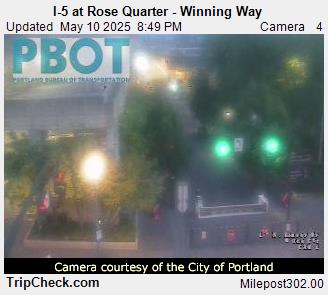 I-5 at Rose Quarter - Winning Way
Updated May 10 2025 8:49 PM Camera 4
PBOT
PORTLAND BUREAU OF TRANSPORTATION
Camera courtesy of the City of Portland
TripCheck.com Milepost302.00